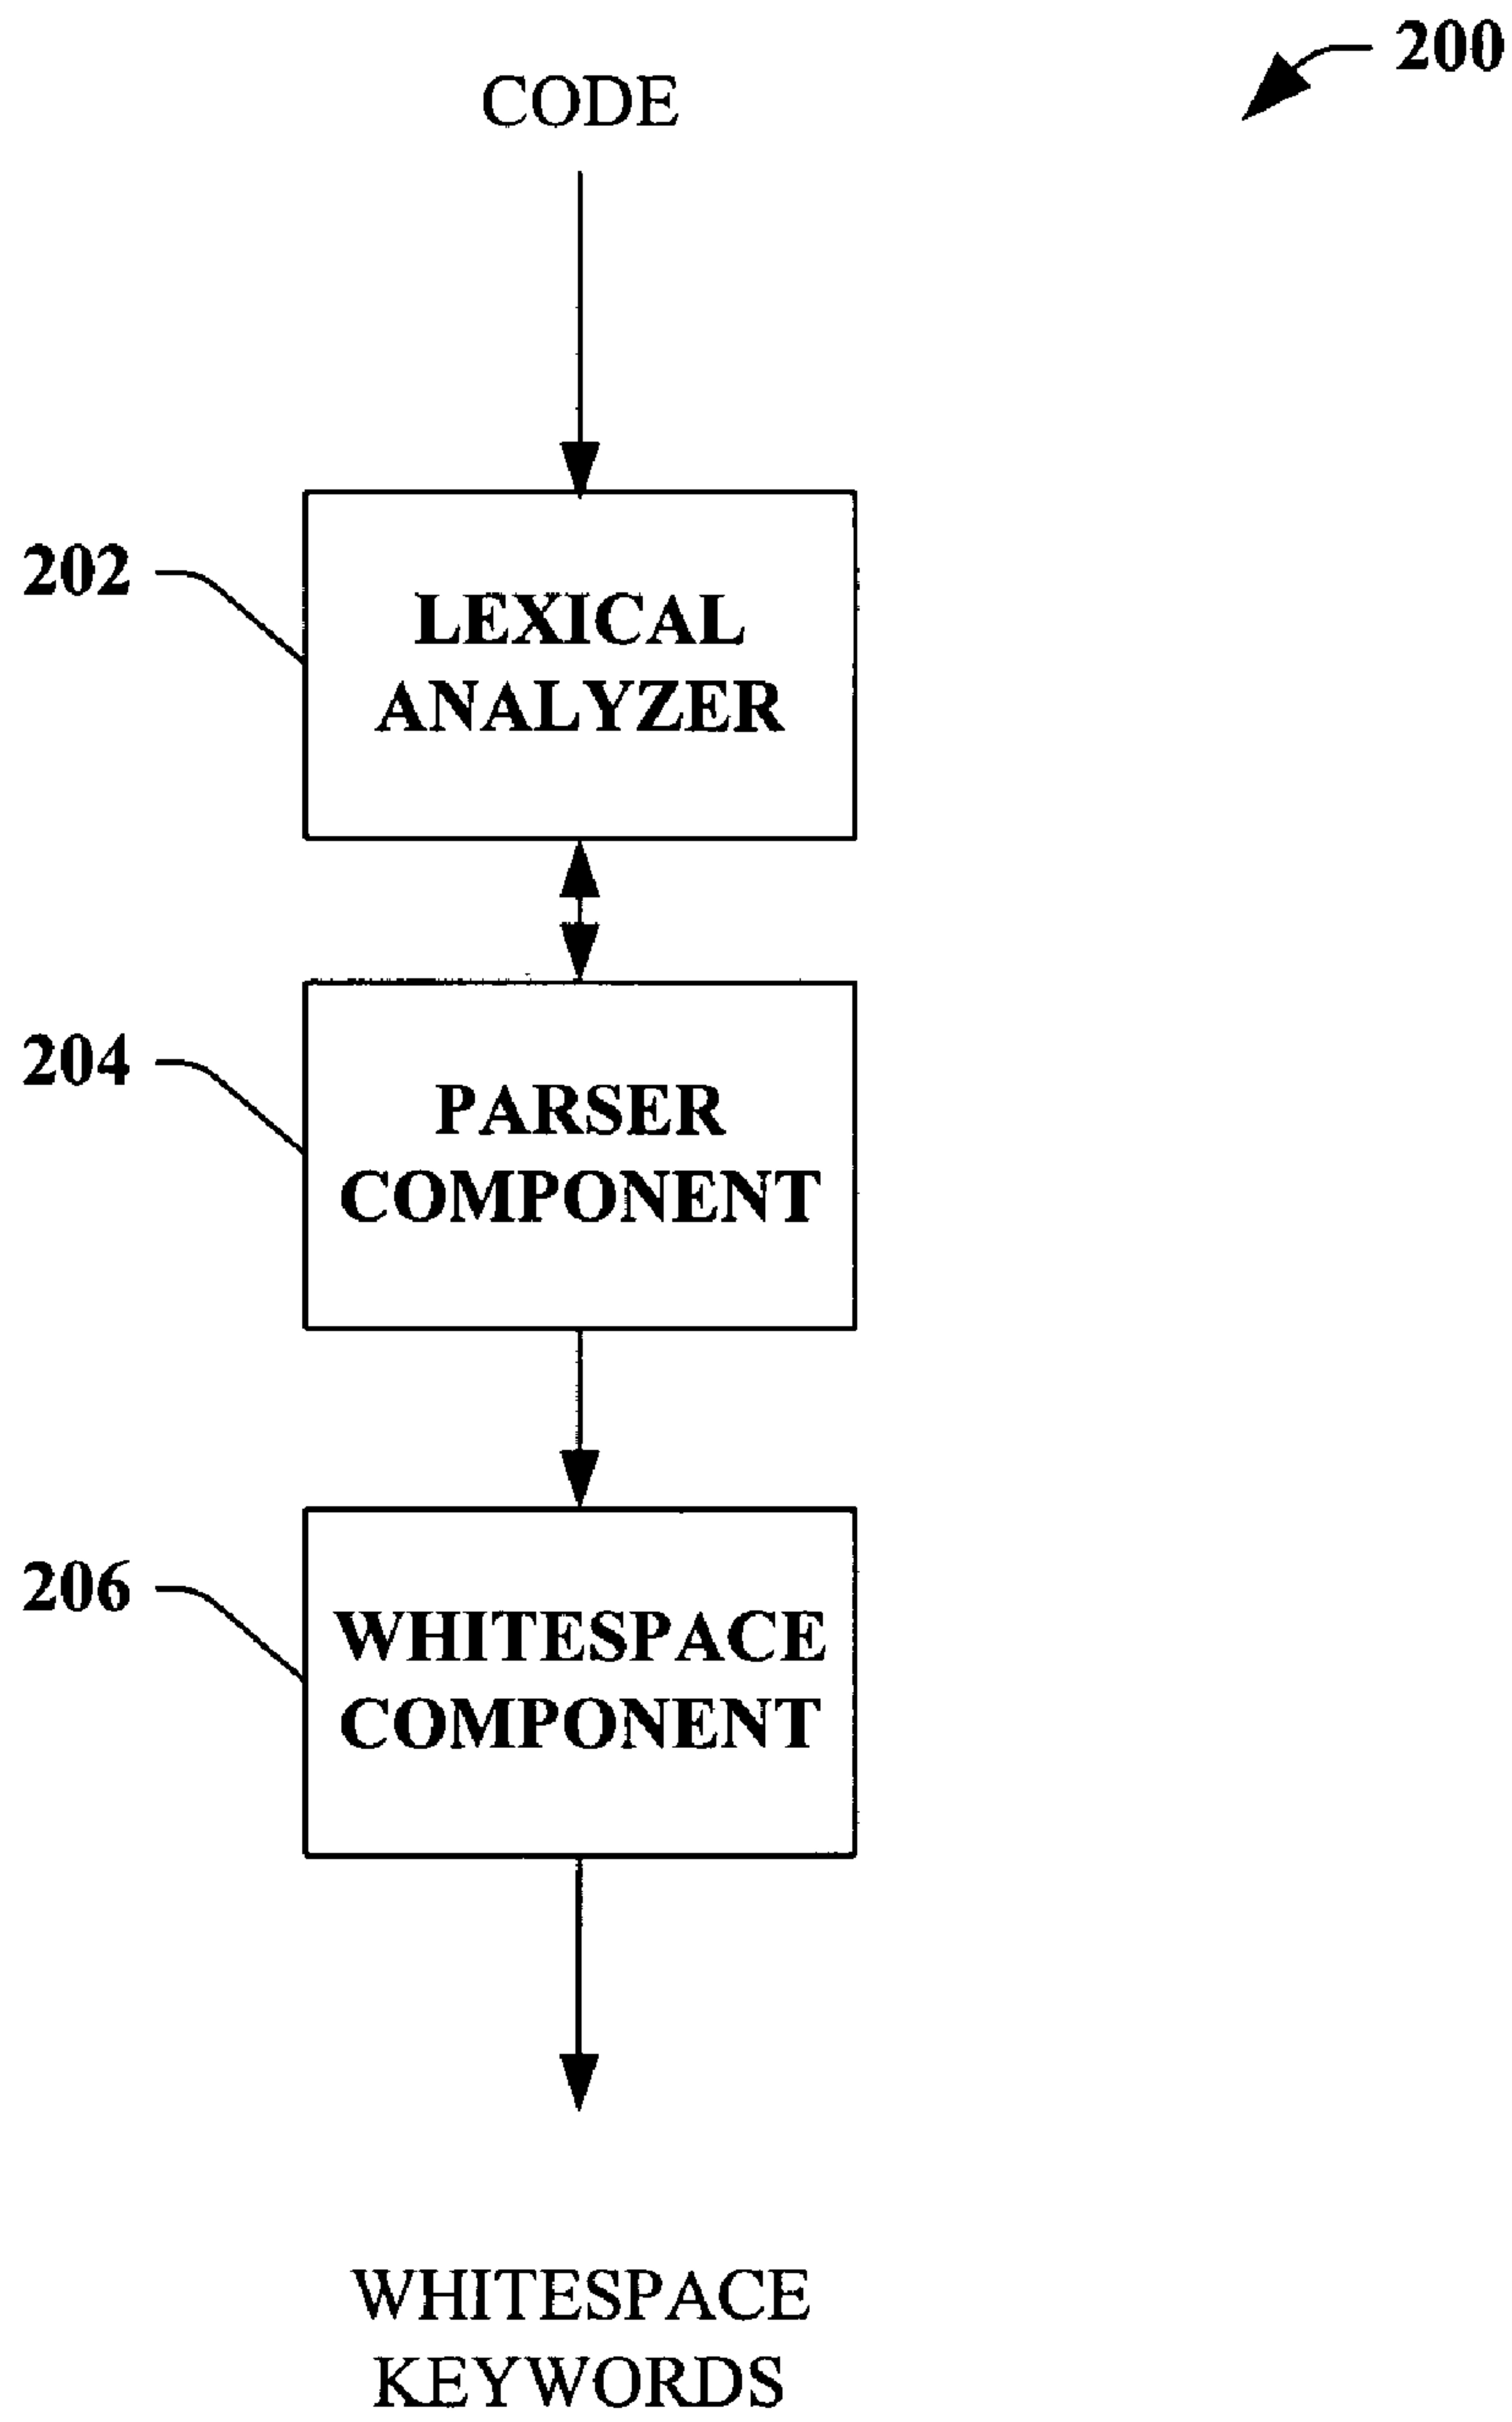 200
CODE
202
LEXICAL
ANALYZER
204
PARSER
COMPONENT
206
WHITESPACE
COMPONENT
WHITESPACE
KEYWORDS